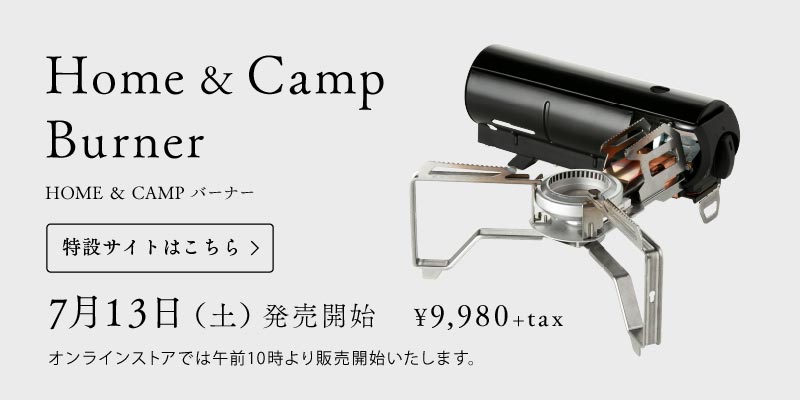 Home & Camp
Burner
HOME & CAMP バーナー
特設サイトはこちら
7月13日（土）発売開始 ¥9,980+tax
オンラインストアでは午前10時より販売開始いたします。